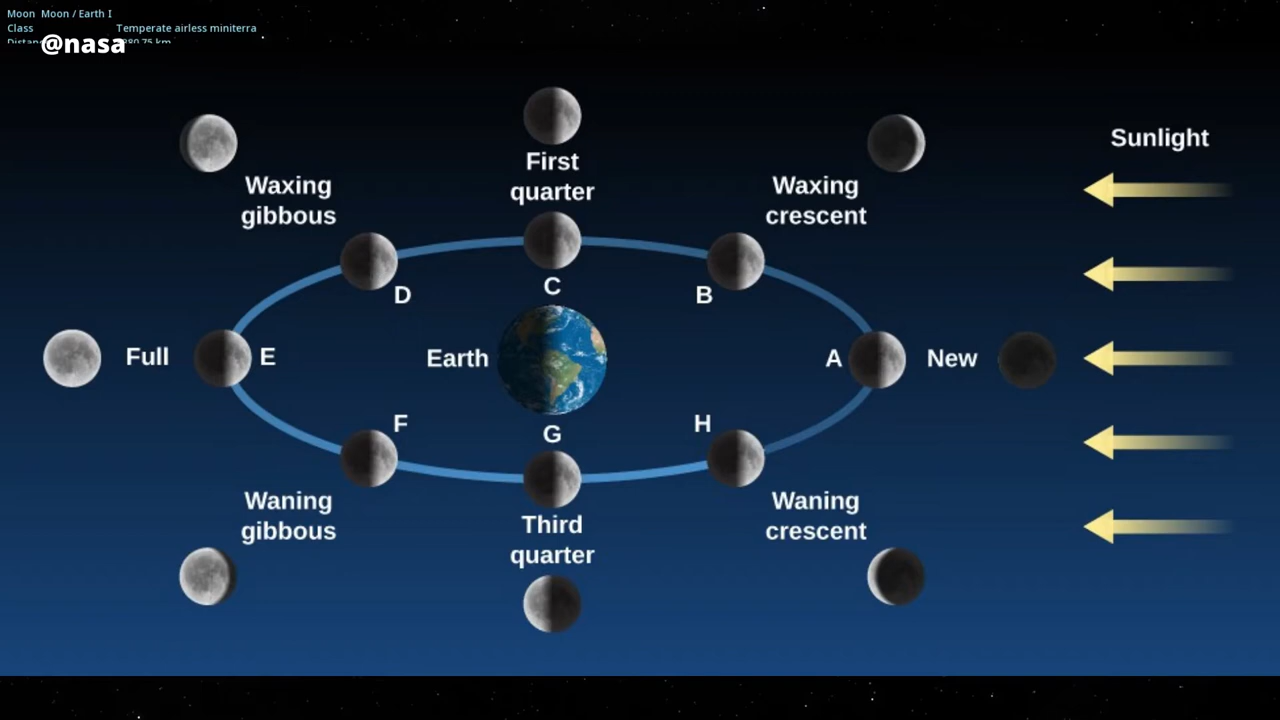 Moon Moon / Earth I
Class Temperate airless miniterra
@nasa
Sunlight
First
quarter
Waxing
gibbous
Waxing
crescent
D
C
B
Full
E
Earth
A
New
F
G
H
Waning
gibbous
Third
quarter
Waning
crescent